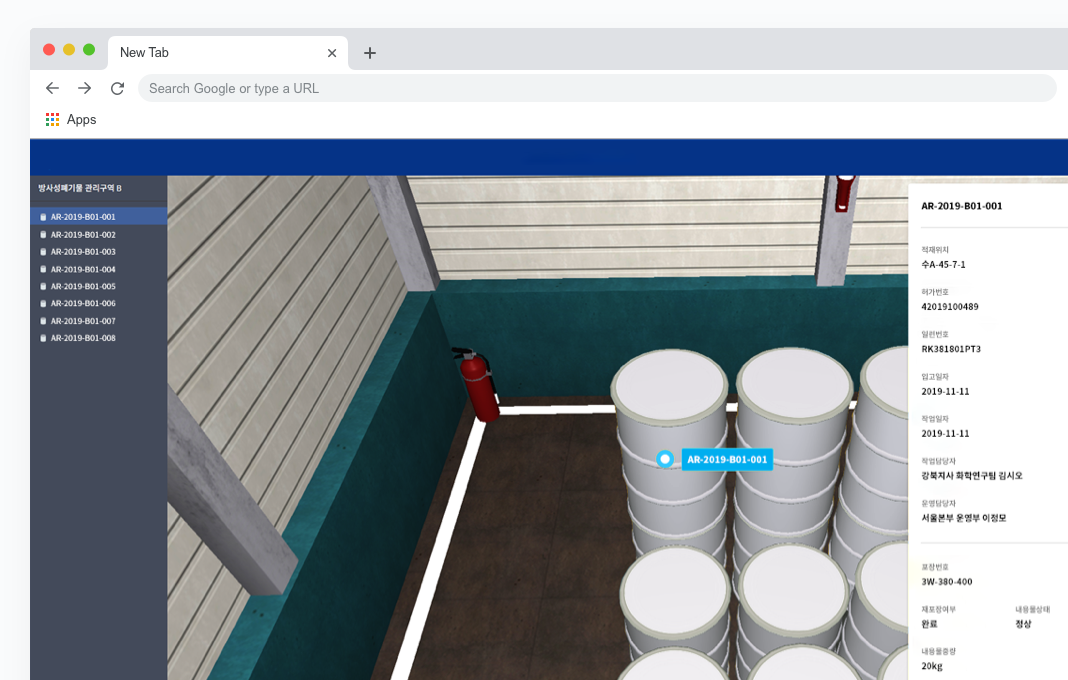 New Tab
Search Google or type a URL
Apps
방사성폐기물 관리구역 B
AR-2019-B01-001
AR-2019-B01-002
AR-2019-B01-003
AR-2019-B01-004
AR-2019-B01-005
AR-2019-B01-006
AR-2019-B01-007
AR-2019-B01-008
AR-2019-B01-001
AR-2019-B01-001
적재위치
수A-45-7-1
허가번호
42019100489
일련번호
RK381801PT3
입고일자
2019-11-11
작업일자
2019-11-11
작업담당자
강북지사 화학연구팀 김시오
운영담당자
서울본부 운영부 이정모
포장번호
3W-380-400
재포장여부 내용물상태
완료 정상
내용물중량
20kg